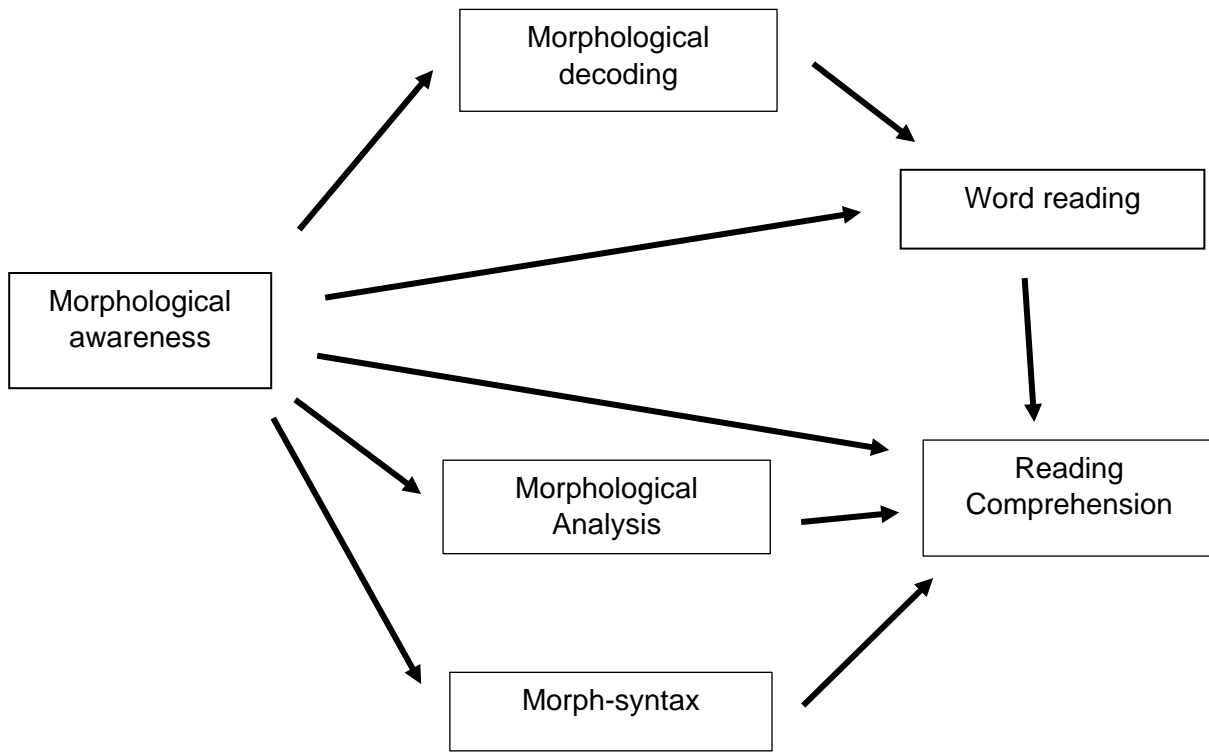 Morphological
decoding
Word reading
Morphological
awareness
Reading
Comprehension
Morphological
Analysis
Morph-syntax